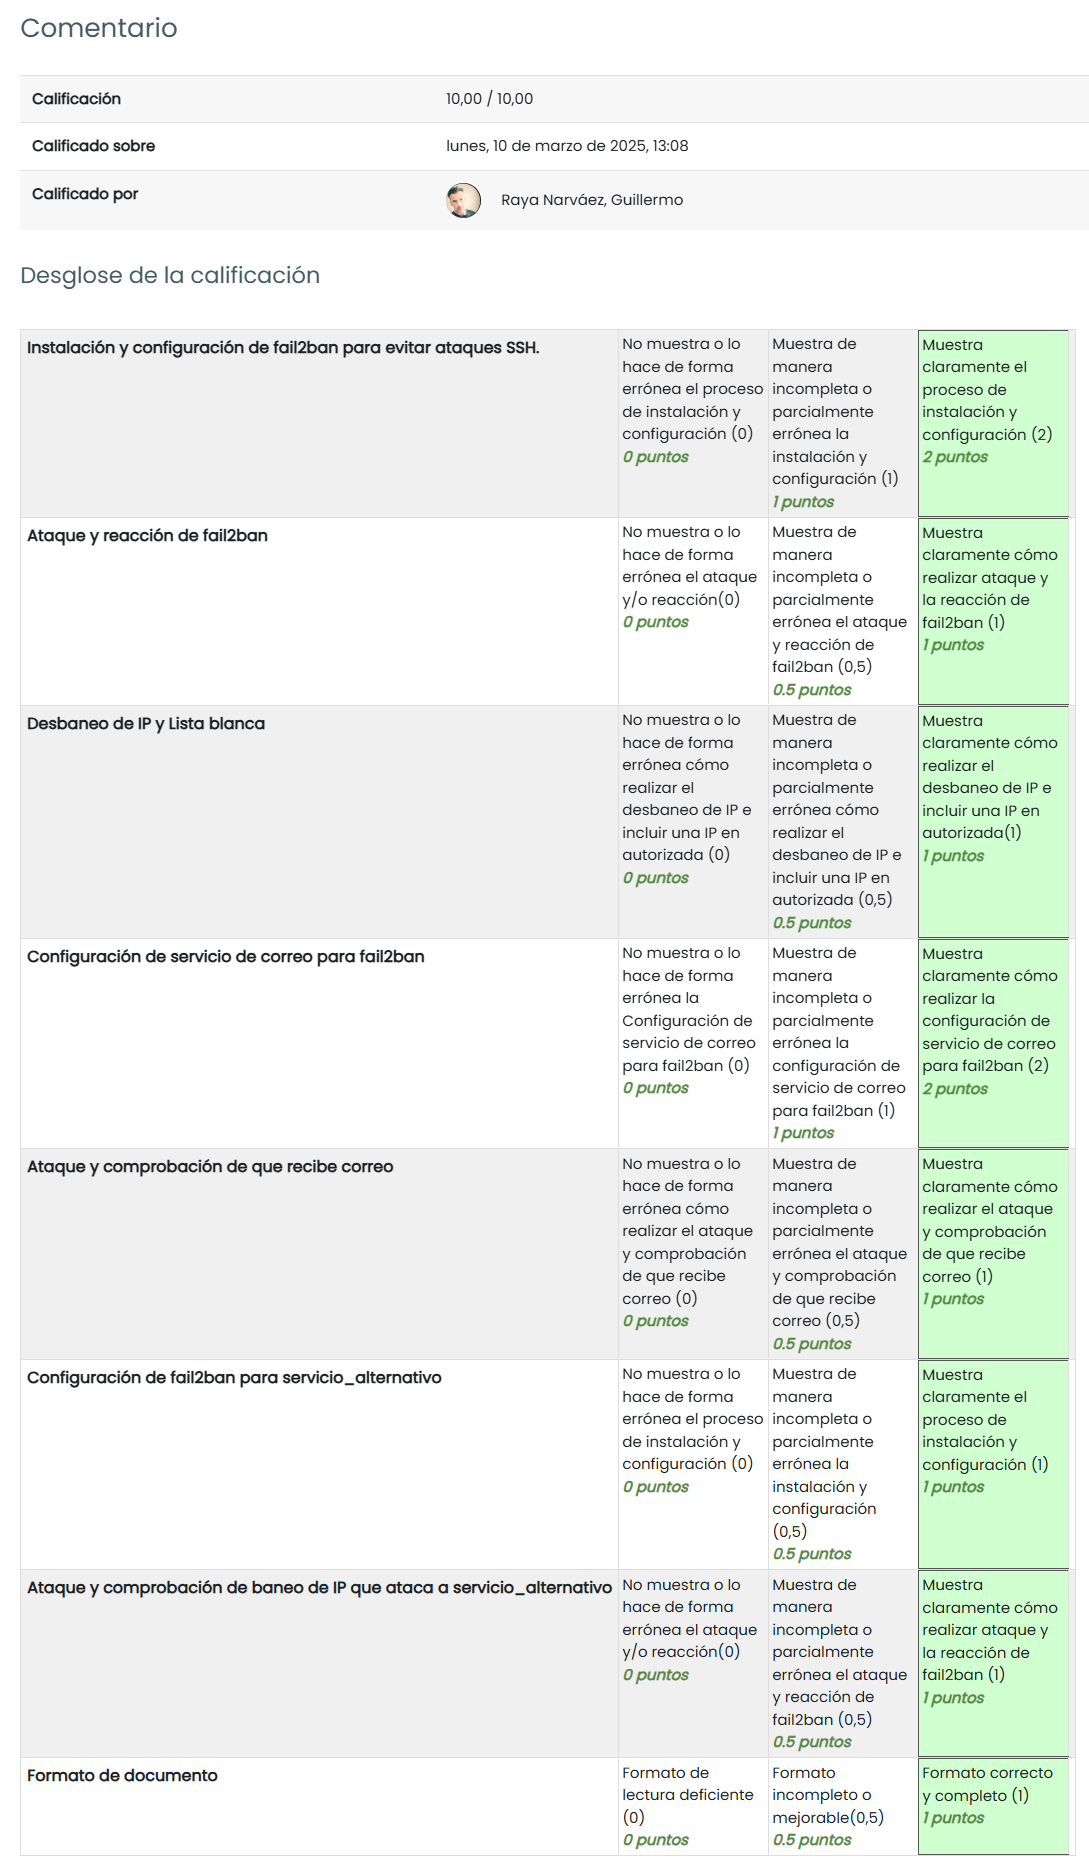 Comentario
Calificación 10,00 / 10,00
Calificado sobre lunes, 10 de marzo de 2025, 13:08
Calificado por Raya Narváez, Guillermo
Desglose de la calificación
Instalación y configuración de fail2ban para evitar ataques SSH.
No muestra o lo
hace de forma
errónea el proceso
de instalación y
configuración (0)
0 puntos
Muestra de
manera
incompleta o
parcialmente
errónea la
instalación y
configuración (1)
1 puntos
Muestra
claramente el
proceso de
instalación y
configuración (2)
2 puntos
Ataque y reacción de fail2ban
No muestra o lo
hace de forma
errónea el ataque
y/o reacción(0)
0 puntos
Muestra de
manera
incompleta o
parcialmente
errónea el ataque
y reacción de
fail2ban (0,5)
0.5 puntos
Muestra
claramente cómo
realizar ataque y
la reacción de
fail2ban (1)
1 puntos
Desbaneo de IP y Lista blanca
No muestra o lo
hace de forma
errónea cómo
realizar el
desbaneo de IP e
incluir una IP en
autorizada (0)
0 puntos
Muestra de
manera
incompleta o
parcialmente
errónea cómo
realizar el
desbaneo de IP e
incluir una IP en
autorizada (0,5)
0.5 puntos
Muestra
claramente cómo
realizar el
desbaneo de IP e
incluir una IP en
autorizada(1)
1 puntos
Configuración de servicio de correo para fail2ban
No muestra o lo
hace de forma
errónea la
Configuración de
servicio de correo
para fail2ban (0)
0 puntos
Muestra de
manera
incompleta o
parcialmente
errónea la
configuración de
servicio de correo
para fail2ban (1)
1 puntos
Muestra
claramente cómo
realizar la
configuración de
servicio de correo
para fail2ban (2)
2 puntos
Ataque y comprobación de que recibe correo
No muestra o lo
hace de forma
errónea cómo
realizar el ataque
y comprobación
de que recibe
correo (0)
0 puntos
Muestra de
manera
incompleta o
parcialmente
errónea el ataque
y comprobación
de que recibe
correo (0,5)
0.5 puntos
Muestra
claramente cómo
realizar el ataque
y comprobación
de que recibe
correo (1)
1 puntos
Configuración de fail2ban para servicio_alternativo
No muestra o lo
hace de forma
errónea el proceso
de instalación y
configuración (0)
0 puntos
Muestra de
manera
incompleta o
parcialmente
errónea la
instalación y
configuración
(0,5)
0.5 puntos
Muestra
claramente el
proceso de
instalación y
configuración (1)
1 puntos
Ataque y comprobación de baneo de IP que ataca a servicio_alternativo
No muestra o lo
hace de forma
errónea el ataque
y/o reacción(0)
0 puntos
Muestra de
manera
incompleta o
parcialmente
errónea el ataque
y reacción de
fail2ban (0,5)
0.5 puntos
Muestra
claramente cómo
realizar ataque y
la reacción de
fail2ban (1)
1 puntos
Formato de documento
Formato de
lectura deficiente
(0)
0 puntos
Formato
incompleto o
mejorable(0,5)
0.5 puntos
Formato correcto
y completo (1)
1 puntos